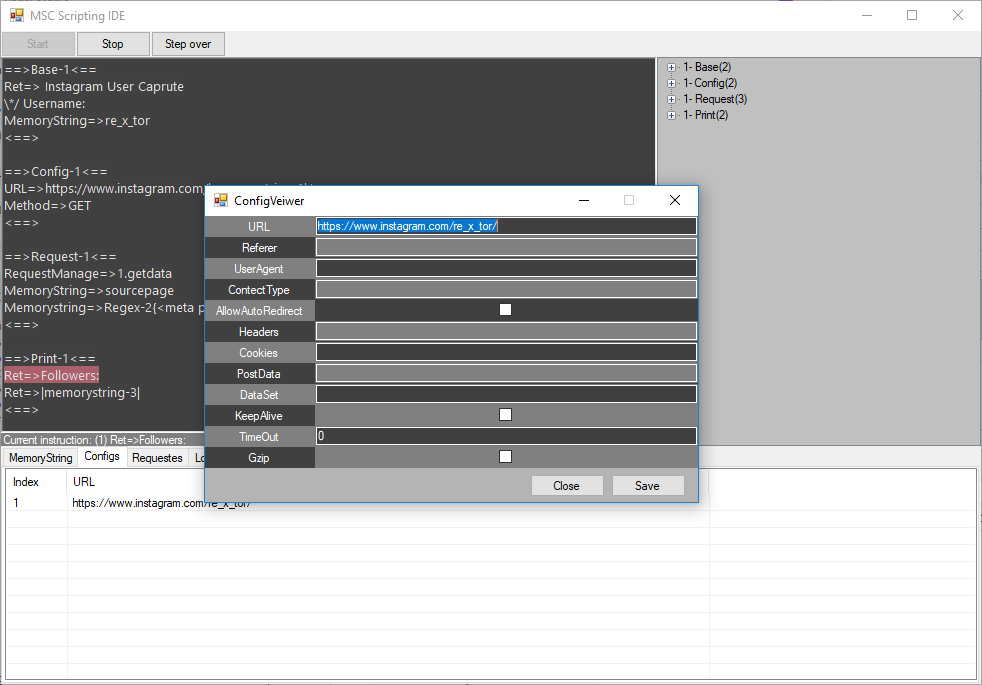 MSC Scripting IDE
Start Stop Step over
==>Base-1<==
Ret=> Instagram User Caprute
\*/ Username:
MemoryString=>re_x_tor
<==>
==>Config-1<==
URL=>https://www.instagram.com
Method=>GET
<==>
==>Request-1<==
RequestManage=>1.getdata
MemoryString=>sourcepage
Memorystring=>Regex-2{<meta p
<==>
==>Print-1<==
Ret=>Followers:
Ret=>|memorystring-3|
<==>
1- Base(2)
1- Config(2)
1- Request(3)
1- Print(2)
ConfigVeiwer
URL https://www.instagram.com/re_x_tor/
Referer
UserAgent
ContectType
AllowAutoRedirect
Headers
Cookies
PostData
DataSet
KeepAlive
TimeOut 0
Gzip
Close Save
Current instruction: (1) Ret=>Followers:
MemoryString Configs Requestes Lo
Index URL
1 https://www.instagram.com/re_x_tor/